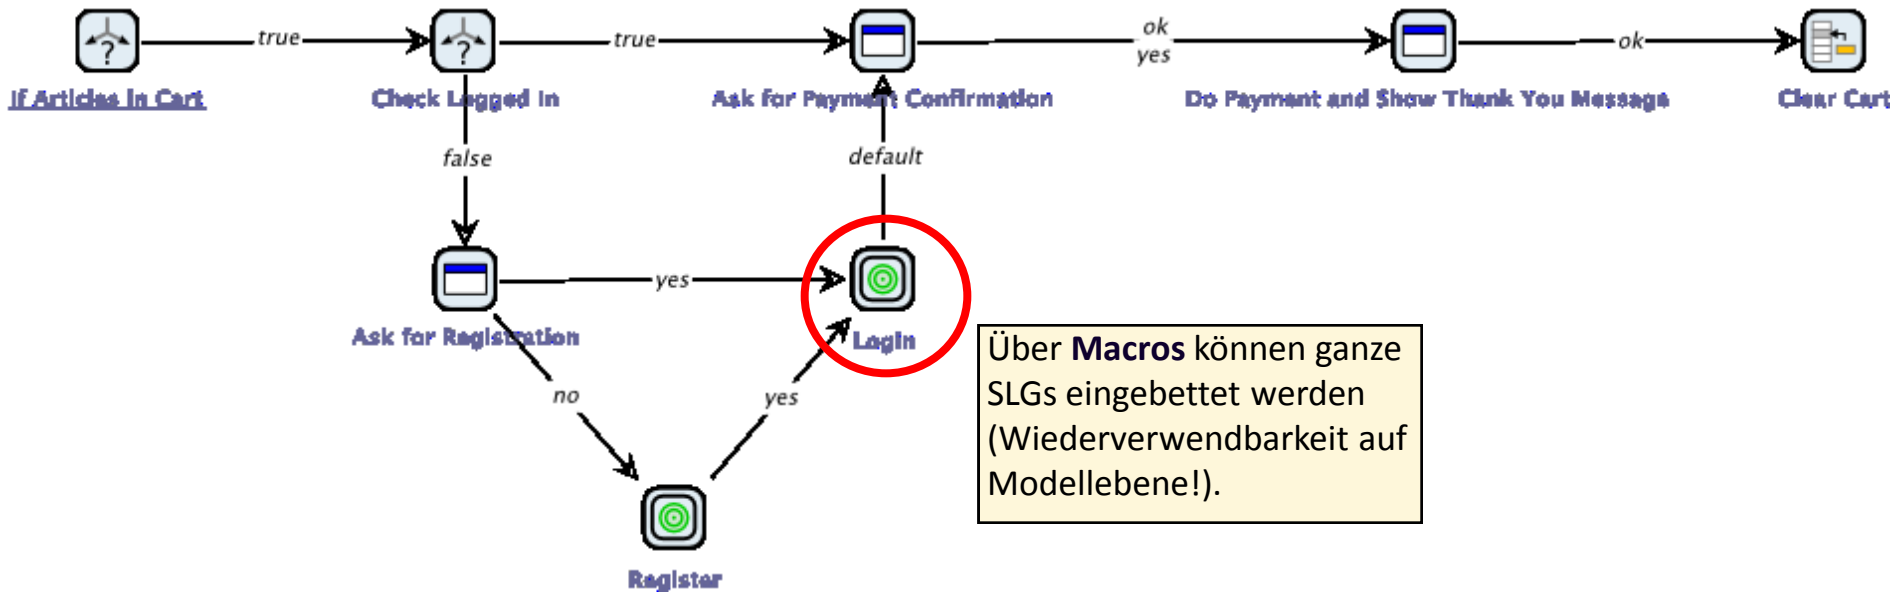 true
true
ok
yes
ok
If Articles in Cart
Check Logged In
Ask for Payment Confirmation
Do Payment and Show Thank You Message
Clear Cart
false
default
yes
Ask for Registration
Login
no
yes
Über Macros können ganze
SLGs eingebettet werden
(Wiederverwendbarkeit auf
Modellebene!).
Register